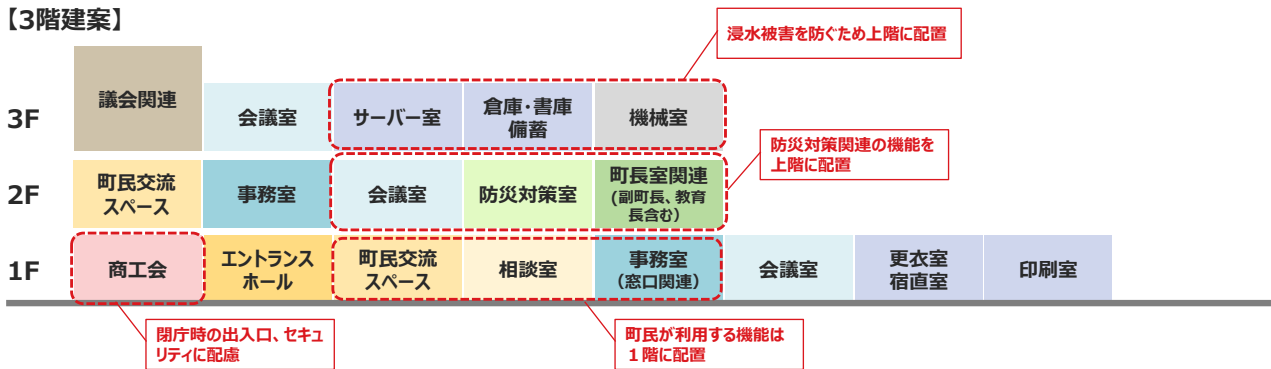 【3階建案】
浸水被害を防ぐため上階に配置
3F
議会関連
会議室
サーバー室
倉庫・書庫
備蓄
機械室
防災対策関連の機能を
上階に配置
2F
町民交流
スペース
事務室
会議室
防災対策室
町長室関連
(副町長、教育
長含む）
1F
商工会
エントランス
ホール
町民交流
スペース
相談室
事務室
（窓口関連）
会議室
更衣室
宿直室
印刷室
閉庁時の出入口、セキュ
リティに配慮
町民が利用する機能は
１階に配置